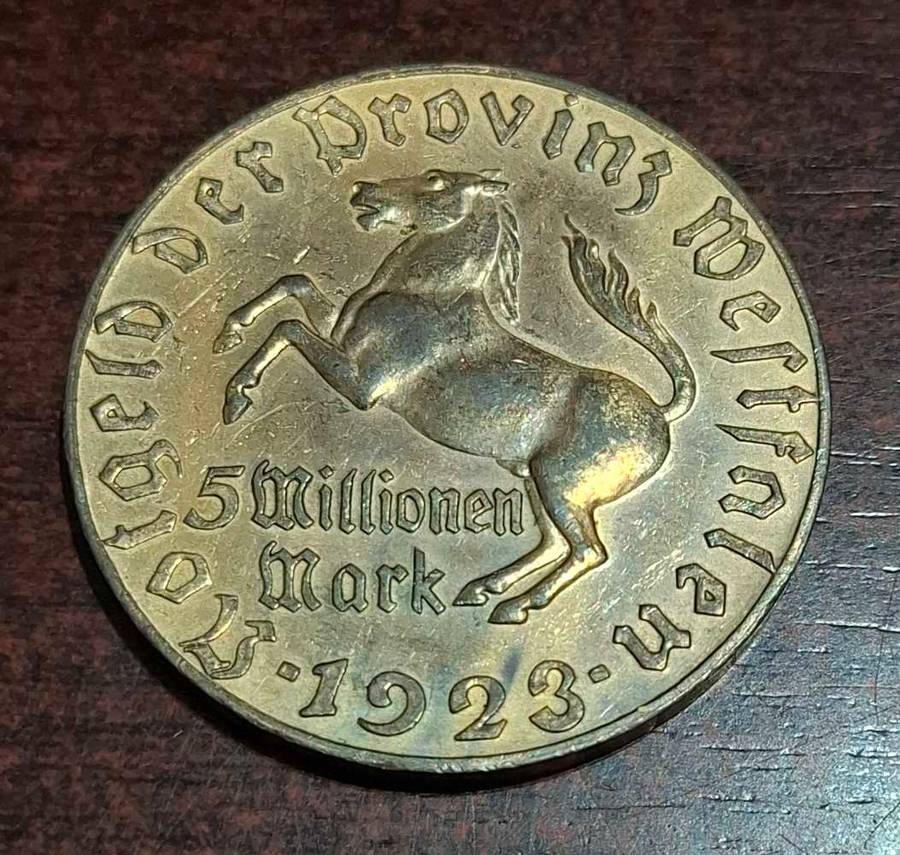 Notgeld der Provinz Weſtfalen
5 Millionen
Mark
·1923·